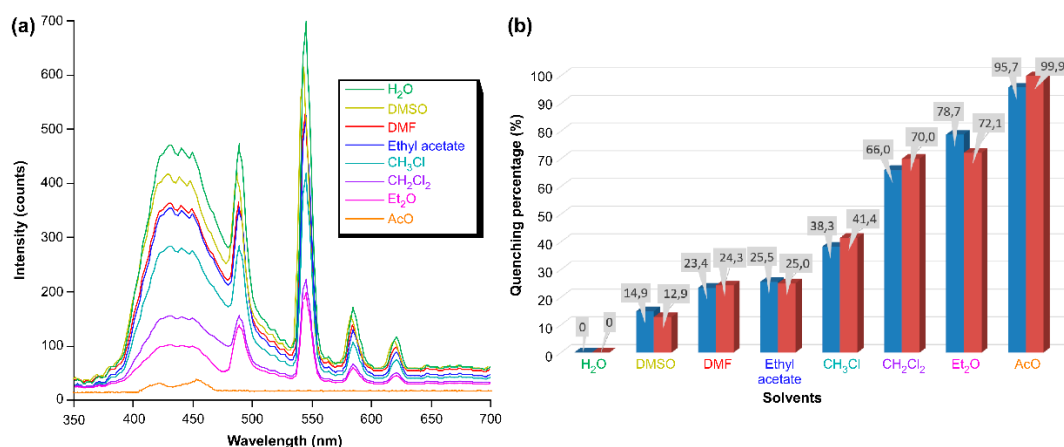 (a)
700
600
500
400
300
200
100
0
Intensity (counts)
350
400
450
500
550
600
650
700
Wavelength (nm)
H₂O
DMSO
DMF
Ethyl acetate
CH₃Cl
CH₂Cl₂
Et₂O
AcO
(b)
100
90
80
70
60
50
40
30
20
10
0
Quenching percentage (%)
0
0
14,9
12,9
23,4
24,3
25,5
25,0
38,3
41,4
66,0
70,0
78,7
72,1
95,7
99,9
H₂O
DMSO
DMF
Ethyl
acetate
CH₃Cl
CH₂Cl₂
Et₂O
AcO
Solvents